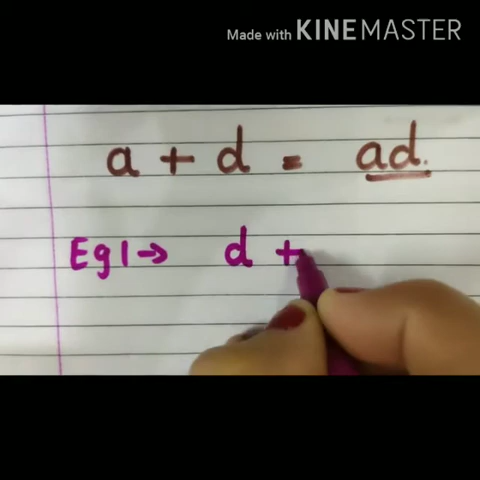 Made with KINEMASTER
a + d = ad.
Eg1→ d +